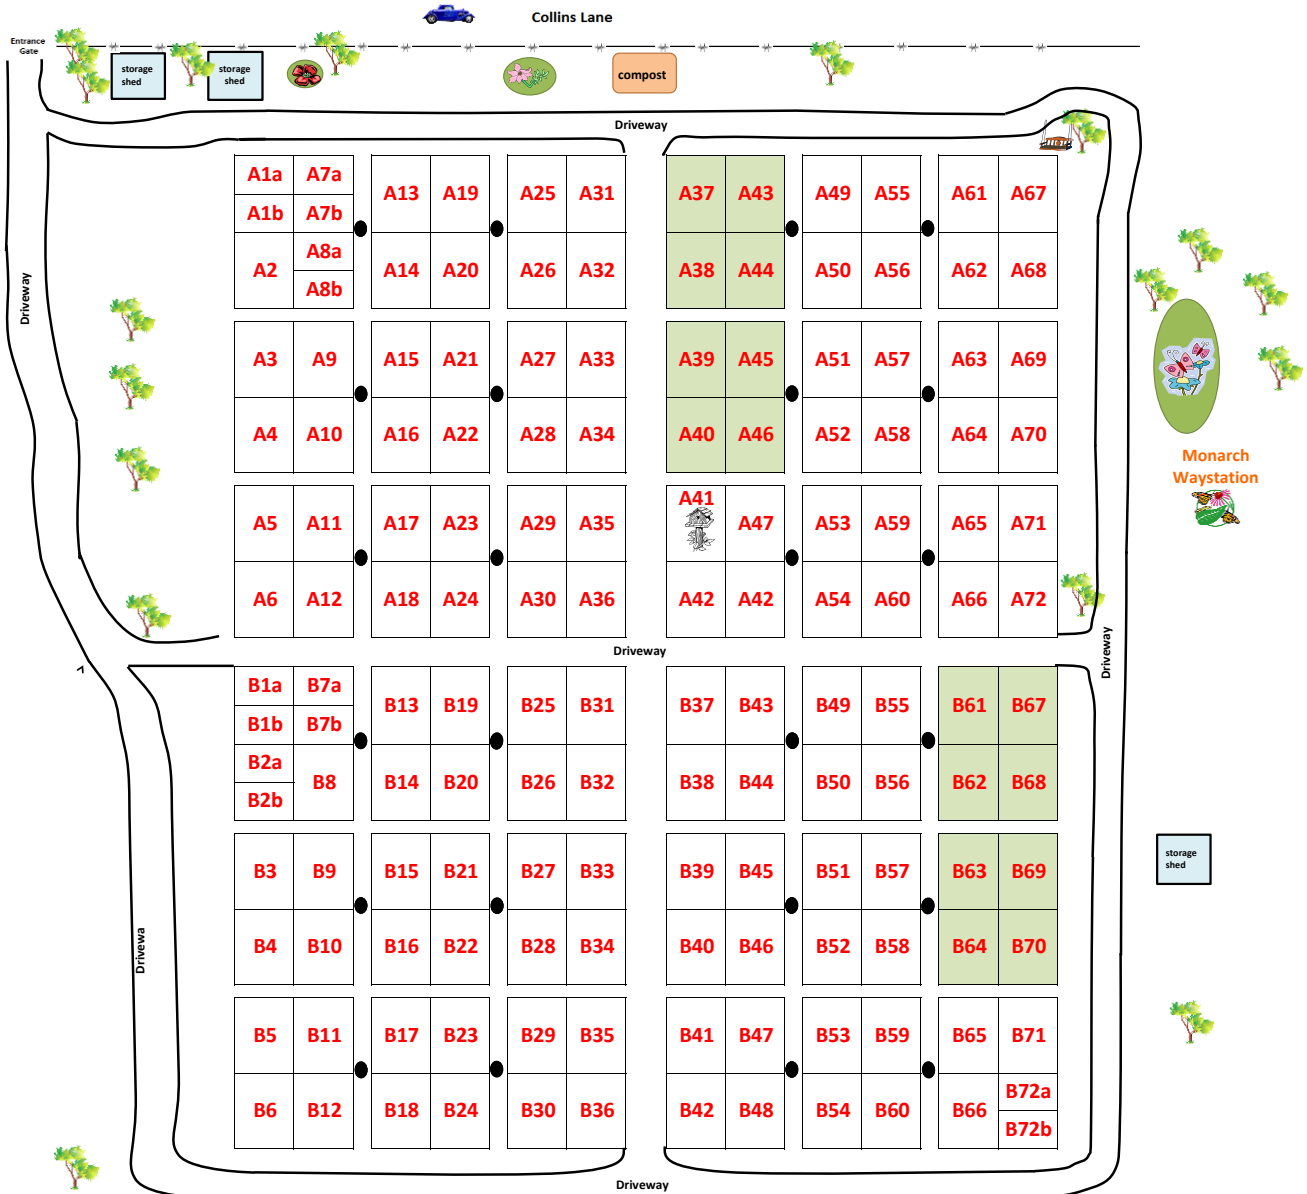 Collins Lane
Entrance
Gate
storage
shed
storage
shed
compost
Driveway
A1a A7a A13 A19 A25 A31 A37 A43 A49 A55 A61 A67
A1b A7b
A2 A8a A14 A20 A26 A32 A38 A44 A50 A56 A62 A68
A8b
Driveway
A3 A9 A15 A21 A27 A33 A39 A45 A51 A57 A63 A69
A4 A10 A16 A22 A28 A34 A40 A46 A52 A58 A64 A70
Monarch
Waystation
A5 A11 A17 A23 A29 A35 A41 A47 A53 A59 A65 A71
A6 A12 A18 A24 A30 A36 A42 A42 A54 A60 A66 A72
Driveway
Driveway
B1a B7a B13 B19 B25 B31 B37 B43 B49 B55 B61 B67
B1b B7b
B2a B8 B14 B20 B26 B32 B38 B44 B50 B56 B62 B68
B2b
B3 B9 B15 B21 B27 B33 B39 B45 B51 B57 B63 B69
storage
shed
B4 B10 B16 B22 B28 B34 B40 B46 B52 B58 B64 B70
Drivewa
B5 B11 B17 B23 B29 B35 B41 B47 B53 B59 B65 B71
B6 B12 B18 B24 B30 B36 B42 B48 B54 B60 B66 B72a
B72b
Driveway